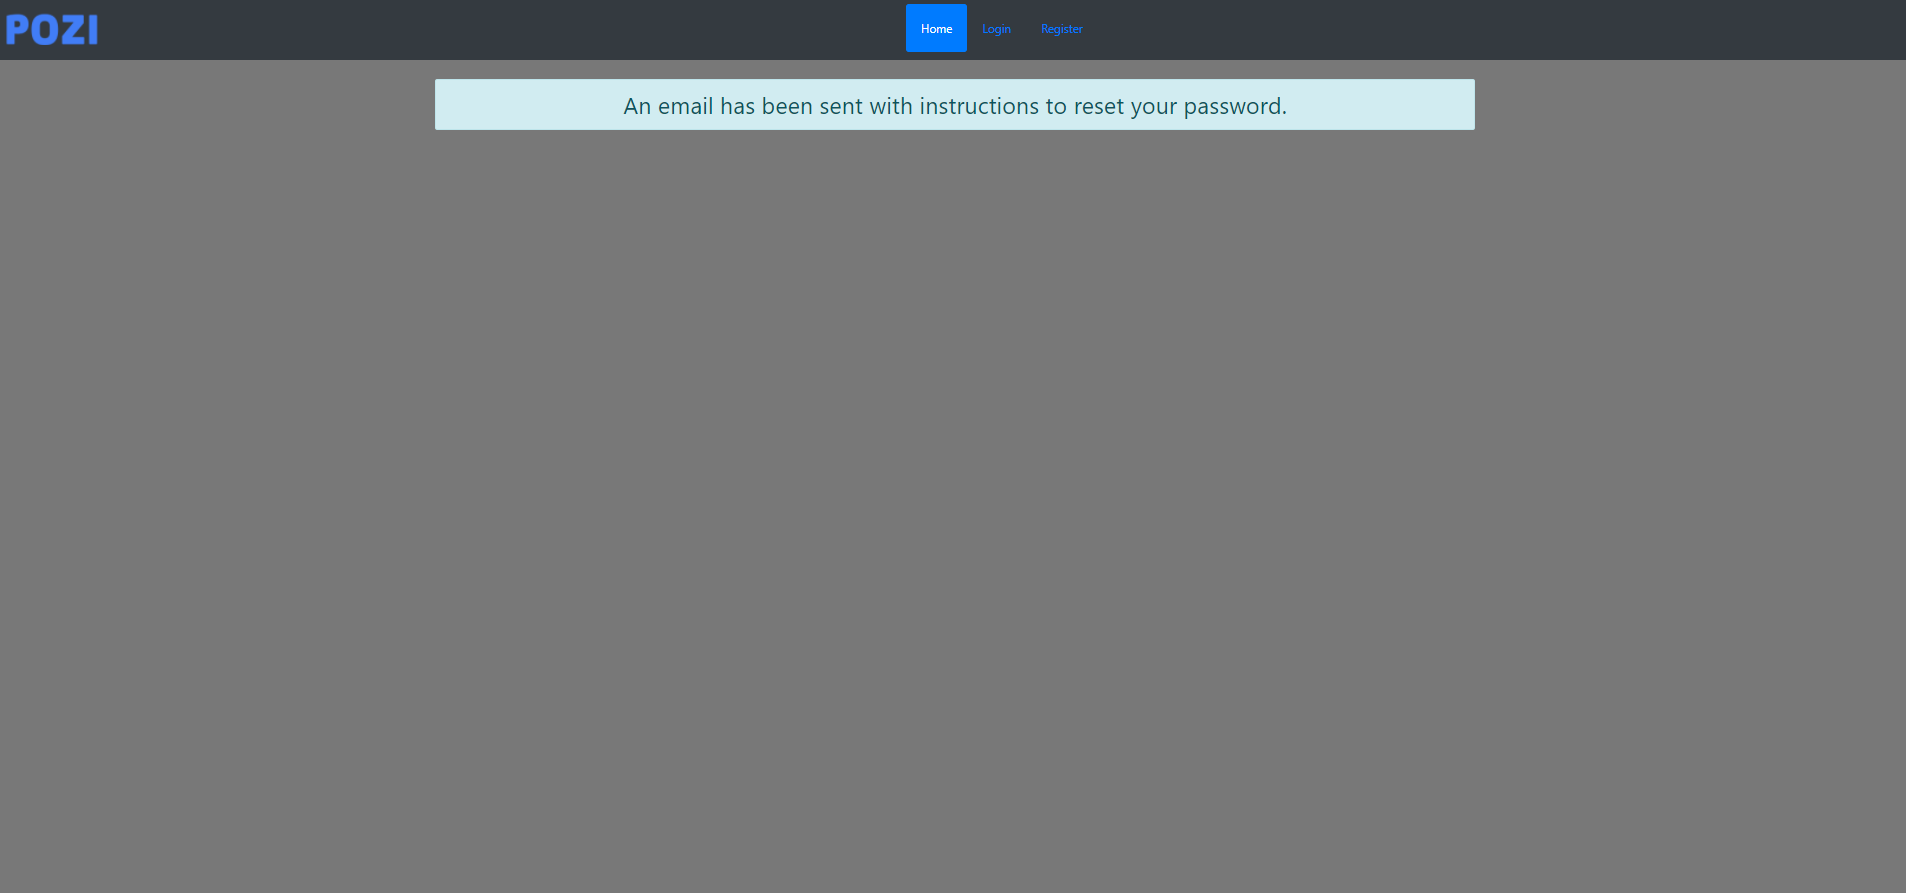 POZI
Home Login Register
An email has been sent with instructions to reset your password.